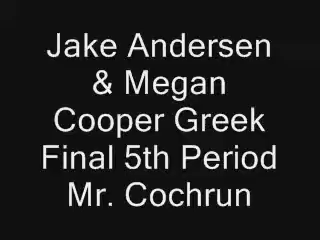 Jake Andersen
& Megan
Cooper Greek
Final 5th Period
Mr. Cochrun